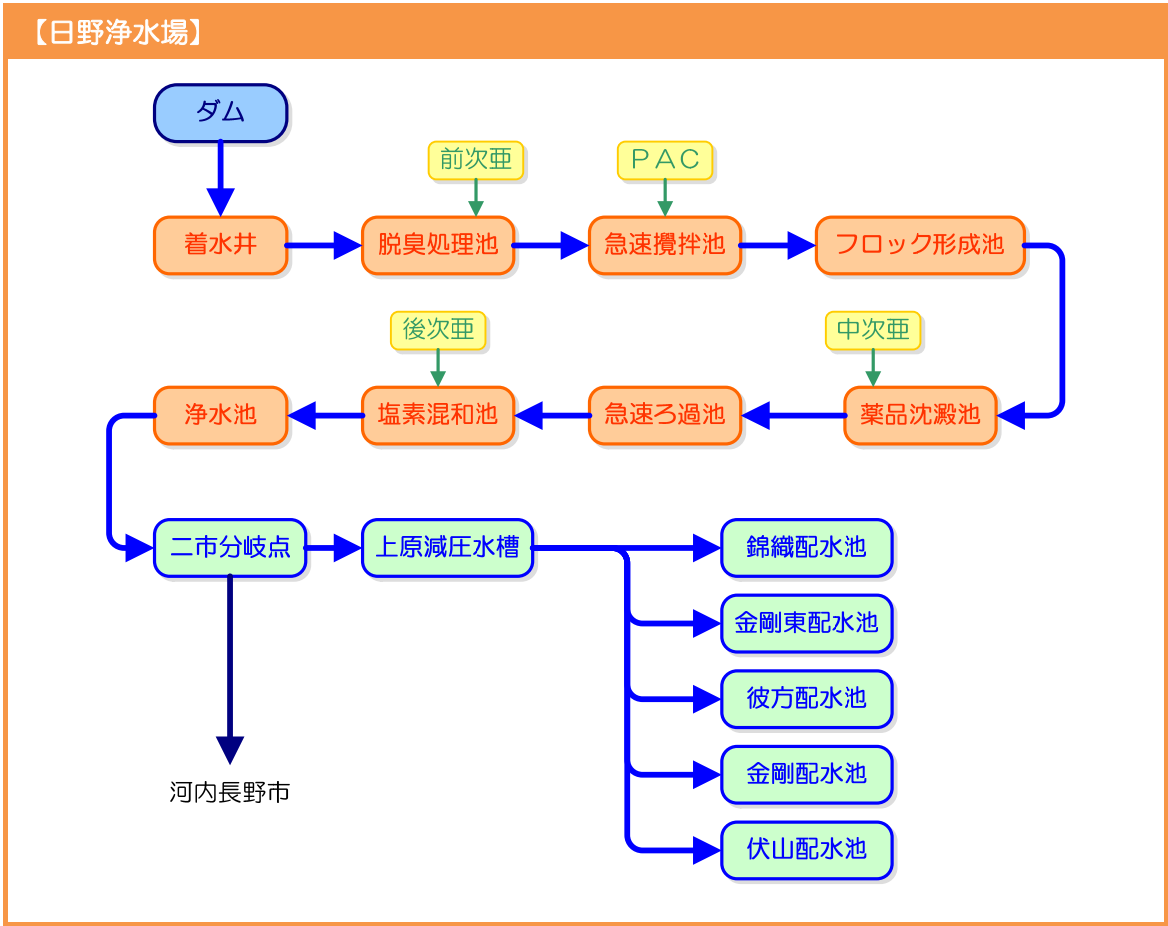 【日野浄水場】
ダム
前次亜
ＰＡＣ
着水井
脱臭処理池
急速攪拌池
フロック形成池
後次亜
中次亜
浄水池
塩素混和池
急速ろ過池
薬品沈澱池
二市分岐点
上原減圧水槽
錦織配水池
金剛東配水池
彼方配水池
金剛配水池
河内長野市
伏山配水池